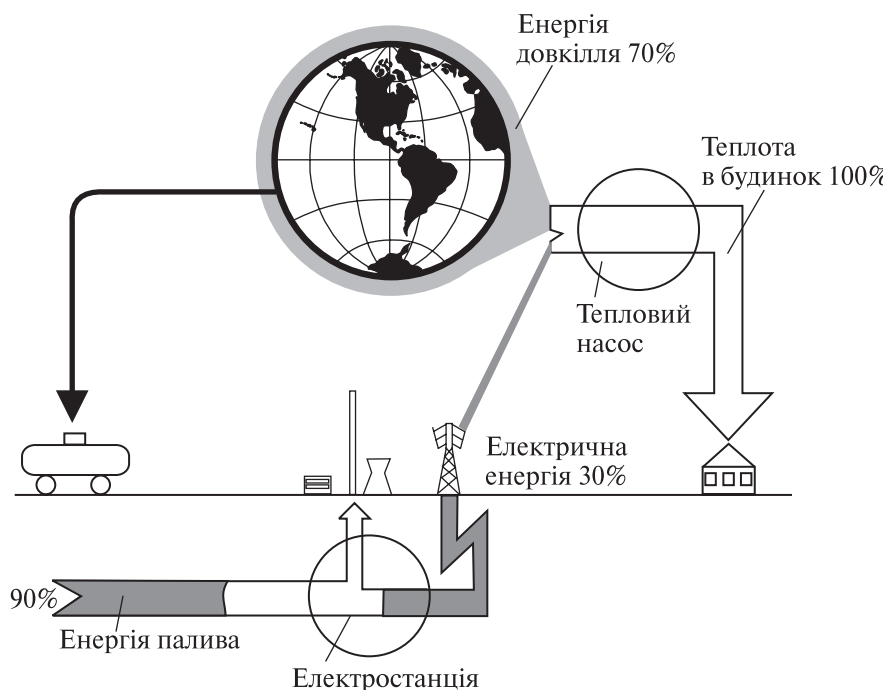 Енергія
довкілля 70%
Теплота
в будинок 100%
Тепловий
насос
Електрична
енергія 30%
90%
Енергія палива
Електростанція